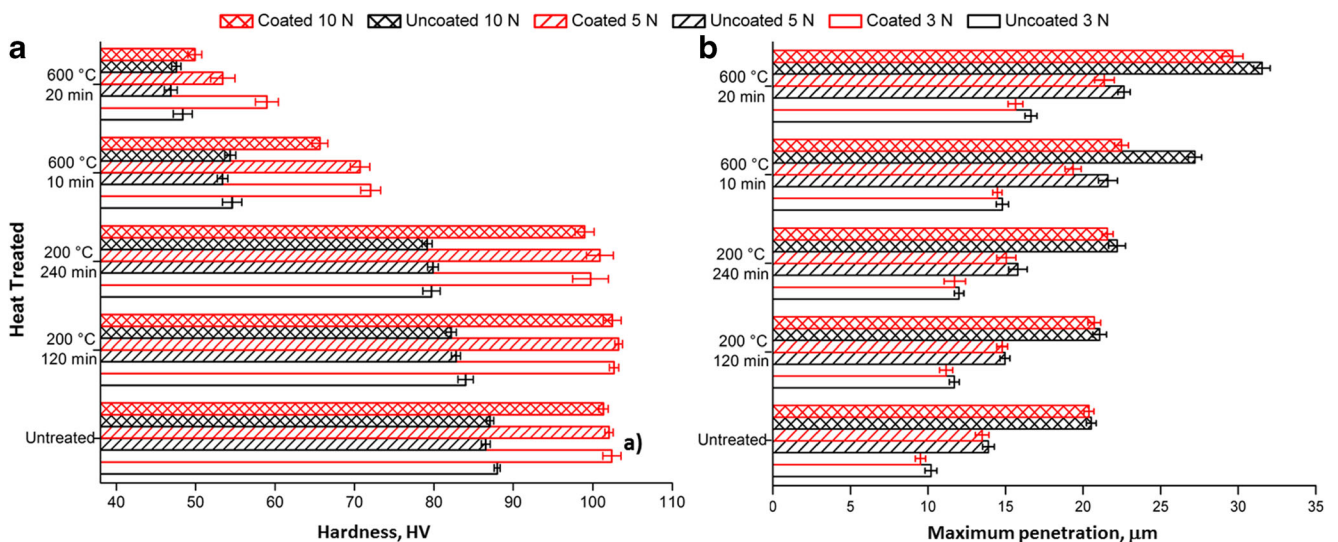 Coated 10 N Uncoated 10 N Coated 5 N Uncoated 5 N Coated 3 N Uncoated 3 N
a
600 °C
20 min
600 °C
10 min
200 °C
240 min
200 °C
120 min
Untreated
Heat Treated
a)
40 50 60 70 80 90 100 110
Hardness, HV
b
600 °C
20 min
600 °C
10 min
200 °C
240 min
200 °C
120 min
Untreated
0 5 10 15 20 25 30 35
Maximum penetration, μm